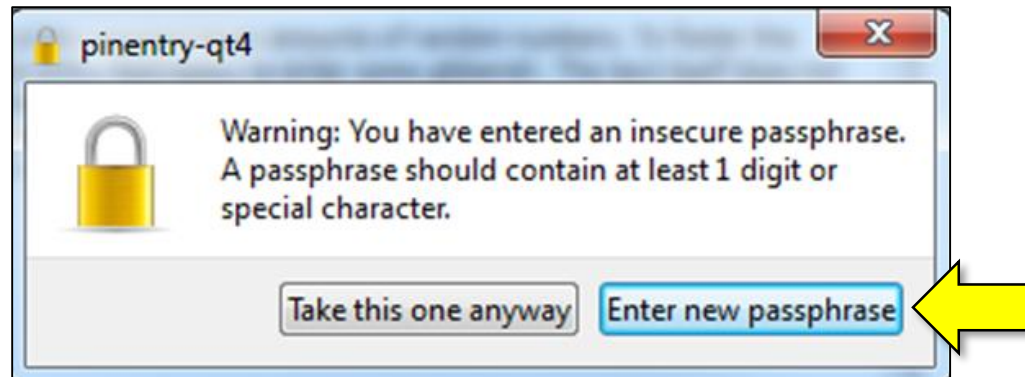 pinentry-qt4
Warning: You have entered an insecure passphrase.
A passphrase should contain at least 1 digit or
special character.
Take this one anyway
Enter new passphrase